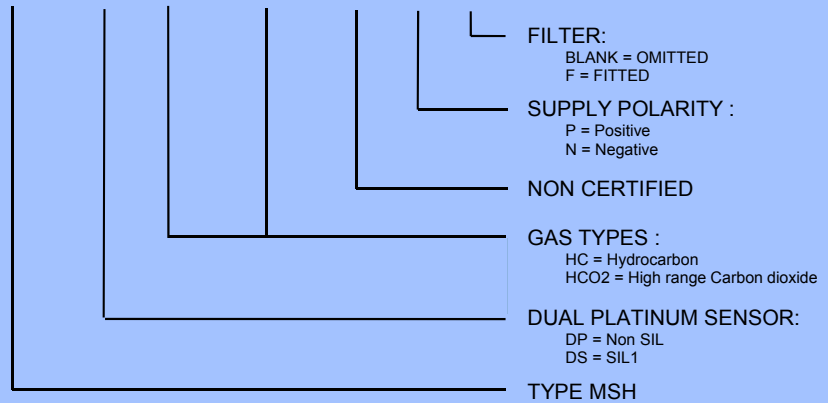 FILTER:
BLANK = OMITTED
F = FITTED
SUPPLY POLARITY :
P = Positive
N = Negative
NON CERTIFIED
GAS TYPES :
HC = Hydrocarbon
HCO2 = High range Carbon dioxide
DUAL PLATINUM SENSOR:
DP = Non SIL
DS = SIL1
TYPE MSH